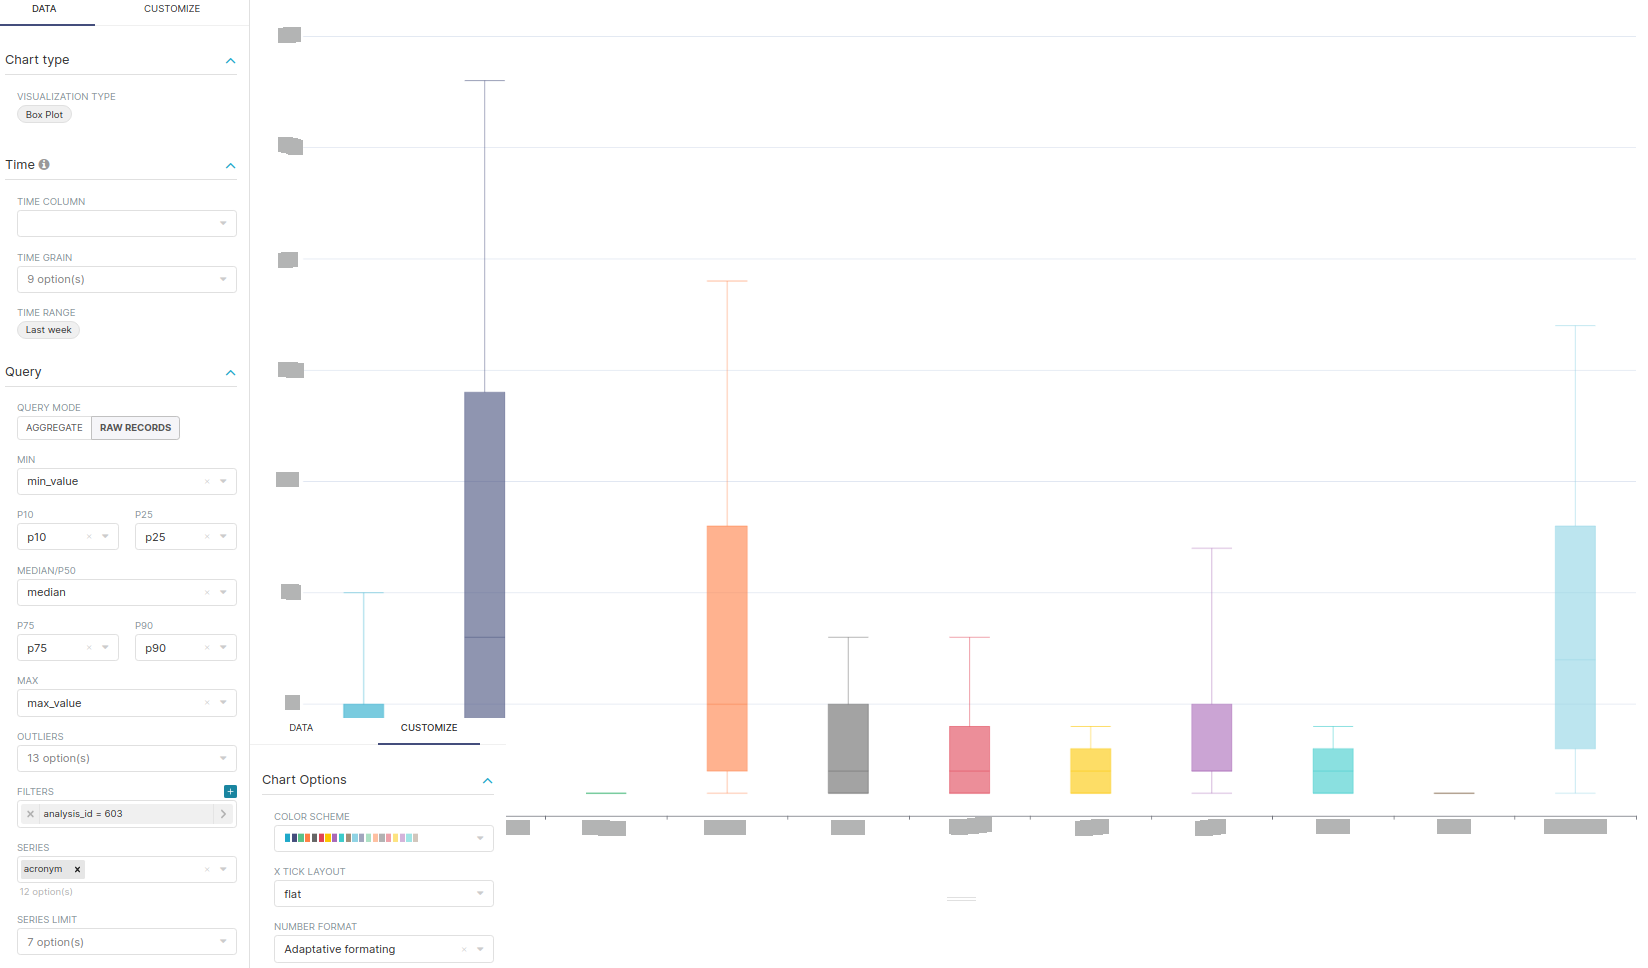 DATA
CUSTOMIZE
Chart type
VISUALIZATION TYPE
Box Plot
Time
TIME COLUMN
TIME GRAIN
9 option(s)
TIME RANGE
Last week
Query
QUERY MODE
AGGREGATE RAW RECORDS
MIN
min_value
P10 P25
p10 p25
MEDIAN/P50
median
P75 P90
p75 p90
MAX
max_value
OUTLIERS
13 option(s)
FILTERS
analysis_id = 603
SERIES
acronym
12 option(s)
SERIES LIMIT
7 option(s)
DATA
CUSTOMIZE
Chart Options
COLOR SCHEME
X TICK LAYOUT
flat
NUMBER FORMAT
Adaptative formating